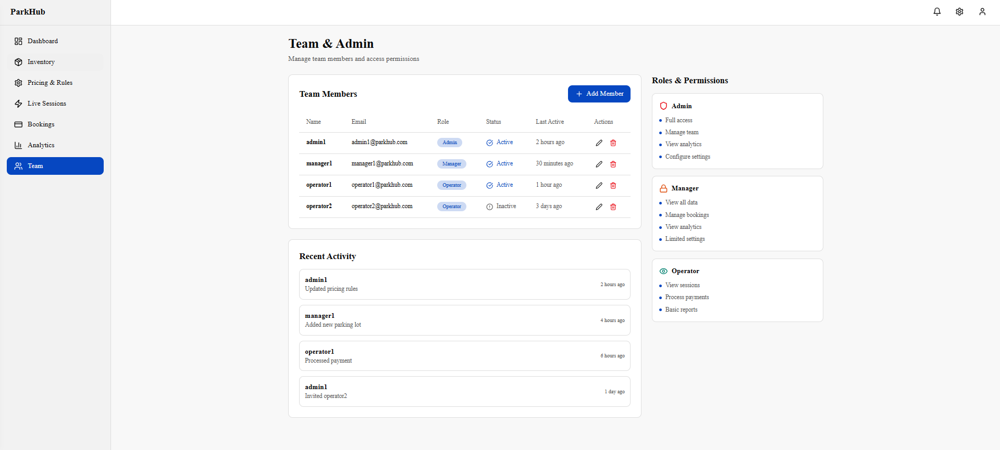 ParkHub
Dashboard
Inventory
Pricing & Rules
Live Sessions
Bookings
Analytics
Team
Team & Admin
Manage team members and access permissions
Team Members
Add Member
Name Email Role Status Last Active Actions
admin1 admin1@parkhub.com Admin Active 2 hours ago
manager1 manager1@parkhub.com Manager Active 30 minutes ago
operator1 operator1@parkhub.com Operator Active 1 hour ago
operator2 operator2@parkhub.com Operator Inactive 3 days ago
Recent Activity
admin1
Updated pricing rules
2 hours ago
manager1
Added new parking lot
4 hours ago
operator1
Processed payment
6 hours ago
admin1
Invited operator2
1 day ago
Roles & Permissions
Admin
Full access
Manage team
View analytics
Configure settings
Manager
View all data
Manage bookings
View analytics
Limited settings
Operator
View sessions
Process payments
Basic reports